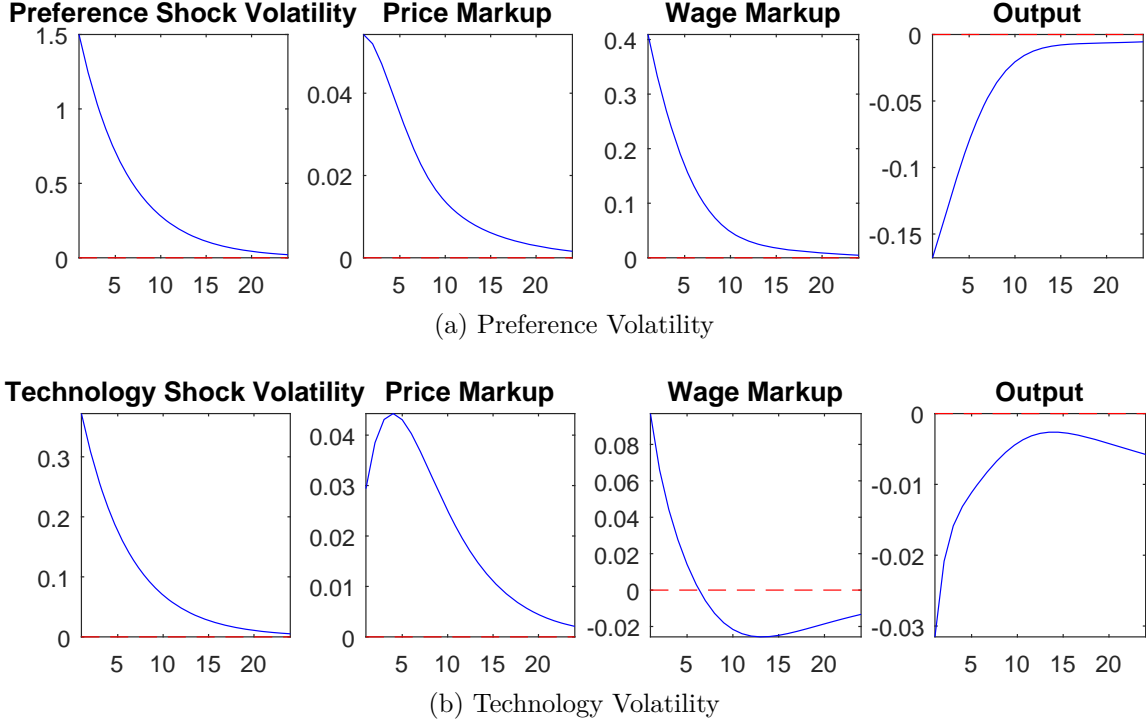 Preference Shock Volatility Price Markup Wage Markup Output
1.5
1
0.5
0
5 10 15 20
0.04
0.02
0
5 10 15 20
0.4
0.3
0.2
0.1
0
5 10 15 20
0
-0.05
-0.1
-0.15
5 10 15 20
(a) Preference Volatility
Technology Shock Volatility Price Markup Wage Markup Output
0.3
0.2
0.1
0
5 10 15 20
0.04
0.03
0.02
0.01
0
5 10 15 20
0.08
0.06
0.04
0.02
0
-0.02
5 10 15 20
0
-0.01
-0.02
-0.03
5 10 15 20
(b) Technology Volatility